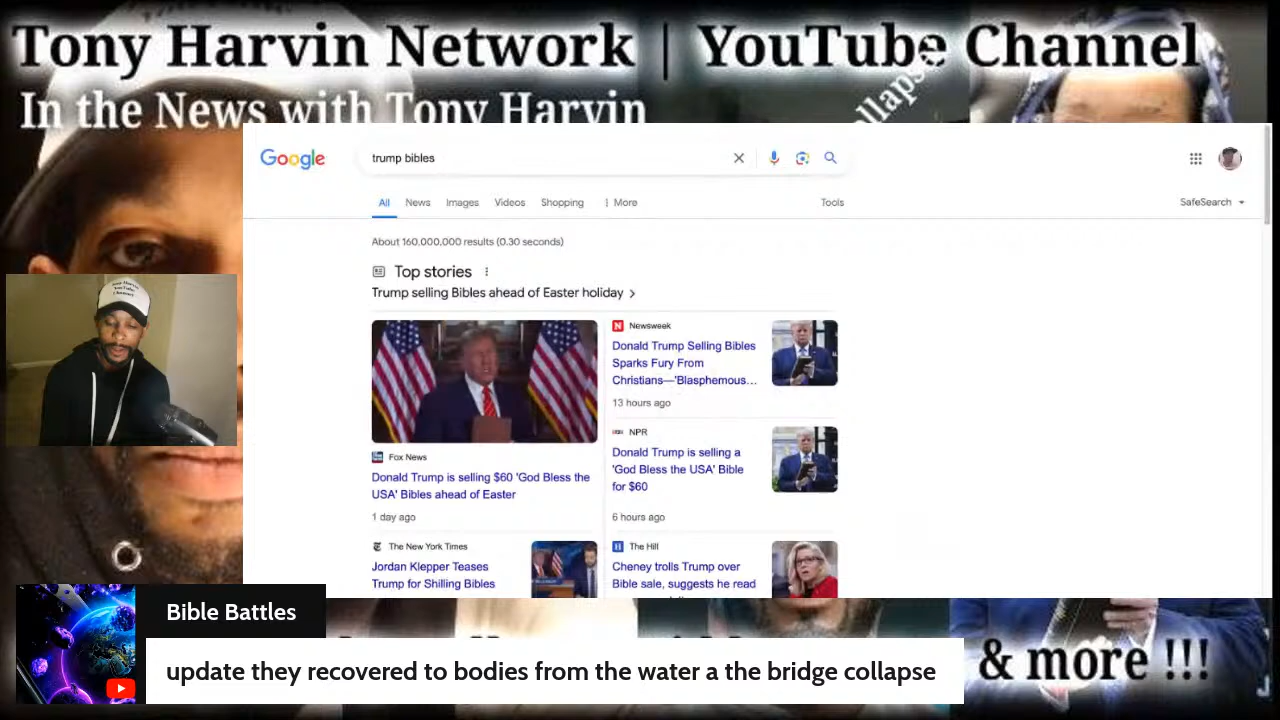 Tony Harvin Network | YouTube Channel
In the News with Tony Harvin
Google
trump bibles
All
News
Images
Videos
Shopping
More
Tools
SafeSearch
About 160,000,000 results (0.30 seconds)
Top stories
Trump selling Bibles ahead of Easter holiday
Fox News
Donald Trump is selling $60 'God Bless the
USA' Bibles ahead of Easter
1 day ago
Newsweek
Donald Trump Selling Bibles
Sparks Fury From
Christians—'Blasphemous...
13 hours ago
NPR
Donald Trump is selling a
'God Bless the USA' Bible
for $60
6 hours ago
The New York Times
Jordan Klepper Teases
Trump for Shilling Bibles
The Hill
Cheney trolls Trump over
Bible sale, suggests he read
& more !!!
Bible Battles
update they recovered to bodies from the water a the bridge collapse